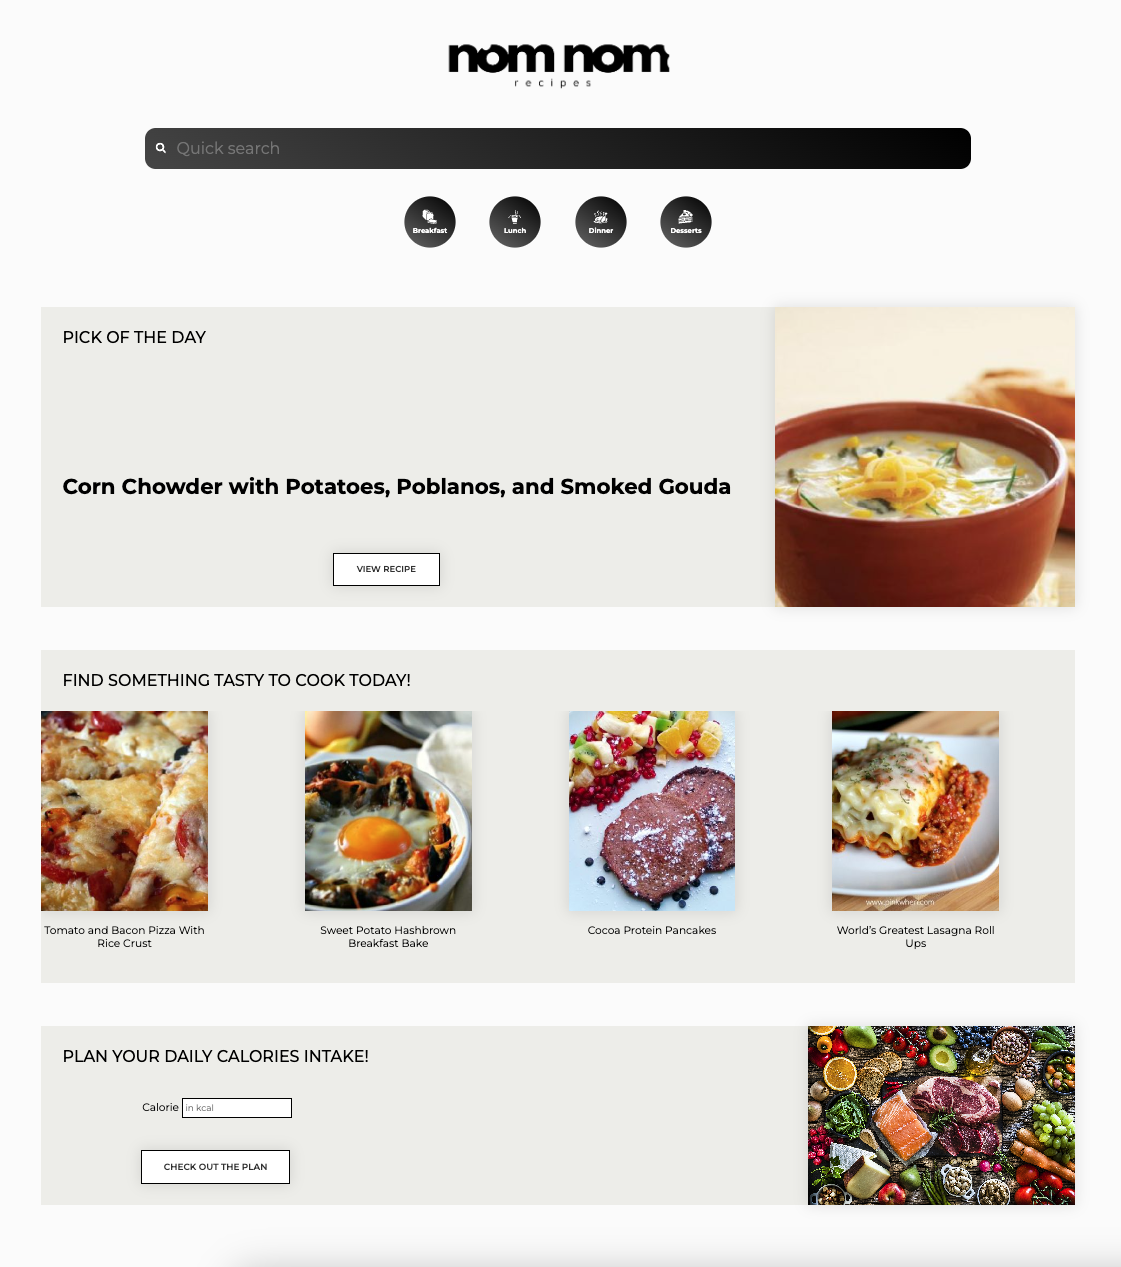 nom nom
recipes
Quick search
Breakfast
Lunch
Dinner
Desserts
PICK OF THE DAY
Corn Chowder with Potatoes, Poblanos, and Smoked Gouda
VIEW RECIPE
FIND SOMETHING TASTY TO COOK TODAY!
www.pinkwhen.com
Tomato and Bacon Pizza With
Rice Crust
Sweet Potato Hashbrown
Breakfast Bake
Cocoa Protein Pancakes
World's Greatest Lasagna Roll
Ups
PLAN YOUR DAILY CALORIES INTAKE!
Calorie
in kcal
CHECK OUT THE PLAN